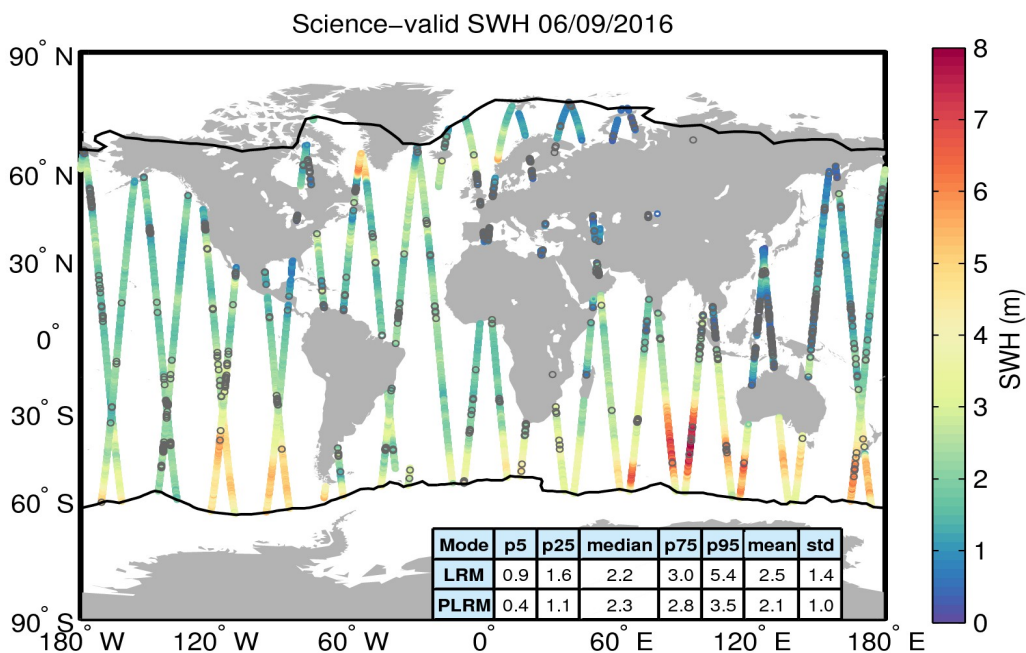 Science−valid SWH 06/09/2016
90° N
60° N
30° N
0°
30° S
60° S
90° S
180° W
120° W
60° W
0°
60° E
120° E
180° E
Mode p5 p25 median p75 p95 mean std
LRM 0.9 1.6 2.2 3.0 5.4 2.5 1.4
PLRM 0.4 1.1 2.3 2.8 3.5 2.1 1.0
8
7
6
5
4
3
2
1
0
SWH (m)